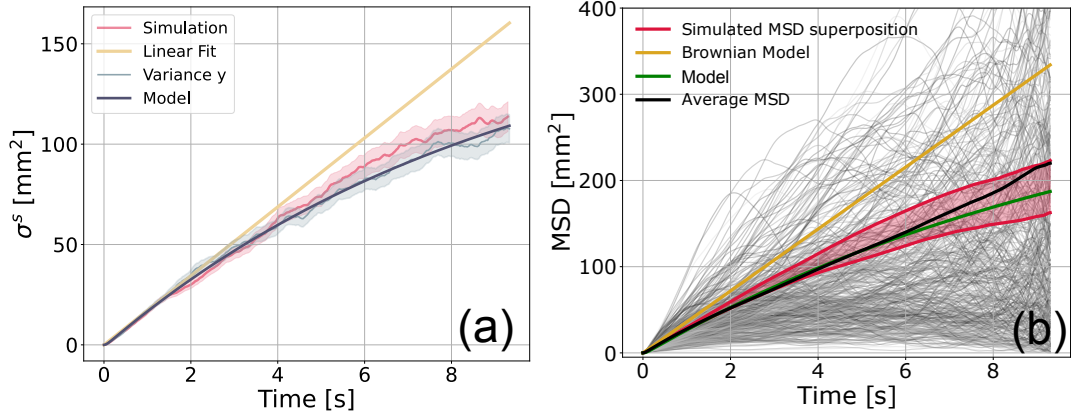 Simulation
Linear Fit
Variance y
Model
σˢ [mm²]
150
100
50
0
0 2 4 6 8
Time [s]
(a)
Simulated MSD superposition
Brownian Model
Model
Average MSD
MSD [mm²]
400
300
200
100
0
0 2 4 6 8
Time [s]
(b)